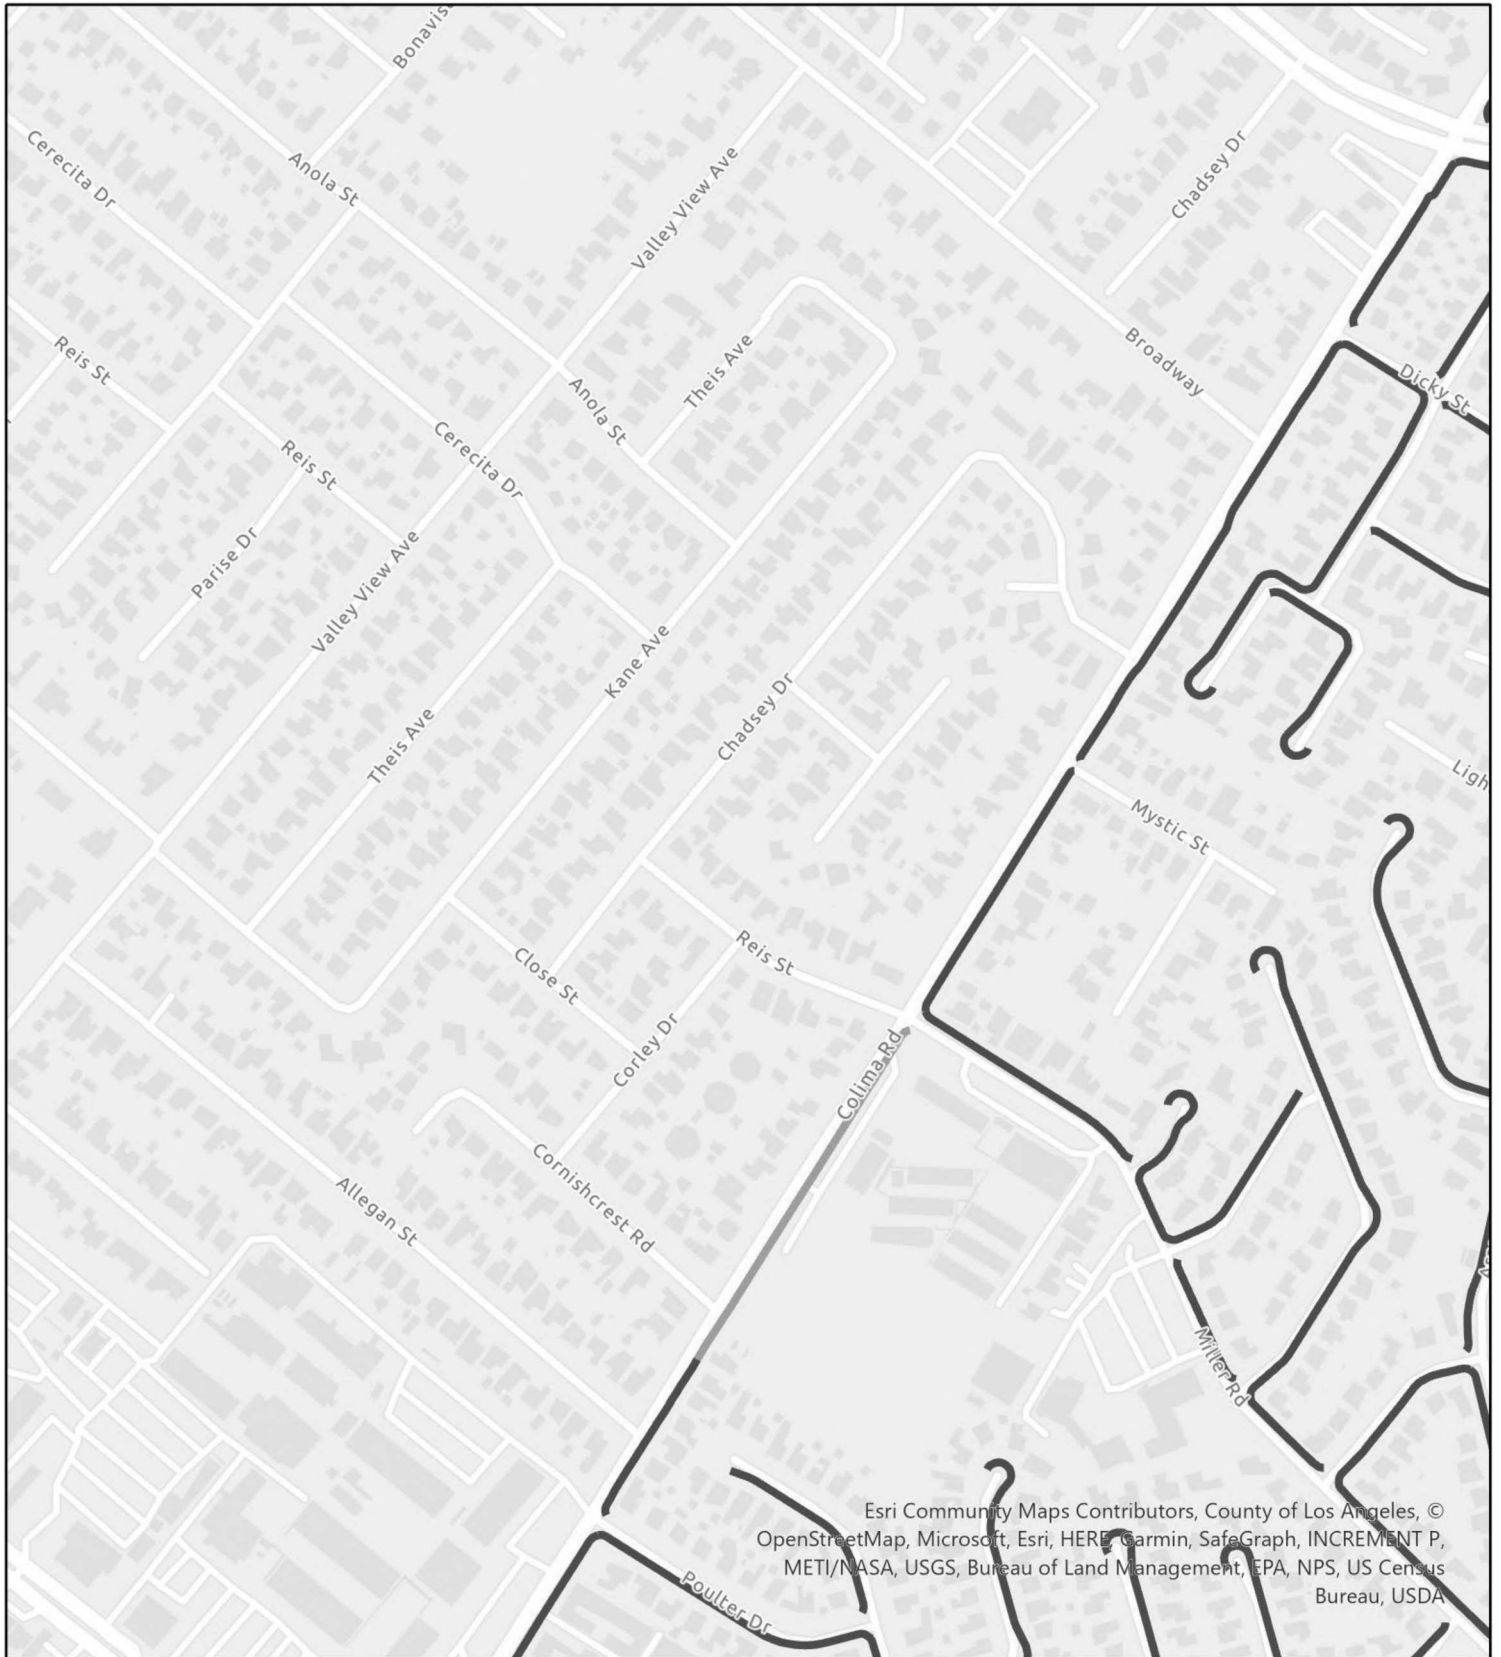 Bonavis
Cerecita Dr
Anola St
Valley View Ave
Chadsey Dr
Reis St
Theis Ave
Broadway
Dicky St
Anola St
Cerecita Dr
Reis St
Parise Dr
Valley View Ave
Kane Ave
Theis Ave
Chadsey Dr
Ligh
Mystic St
Reis St
Close St
Corley Dr
Colima Rd
Cornishcrest Rd
Allegan St
Miller Rd
Poulter Dr
Esri Community Maps Contributors, County of Los Angeles, ©
OpenStreetMap, Microsoft, Esri, HERE, Garmin, SafeGraph, INCREMENT P,
METI/NASA, USGS, Bureau of Land Management, EPA, NPS, US Census
Bureau, USDA